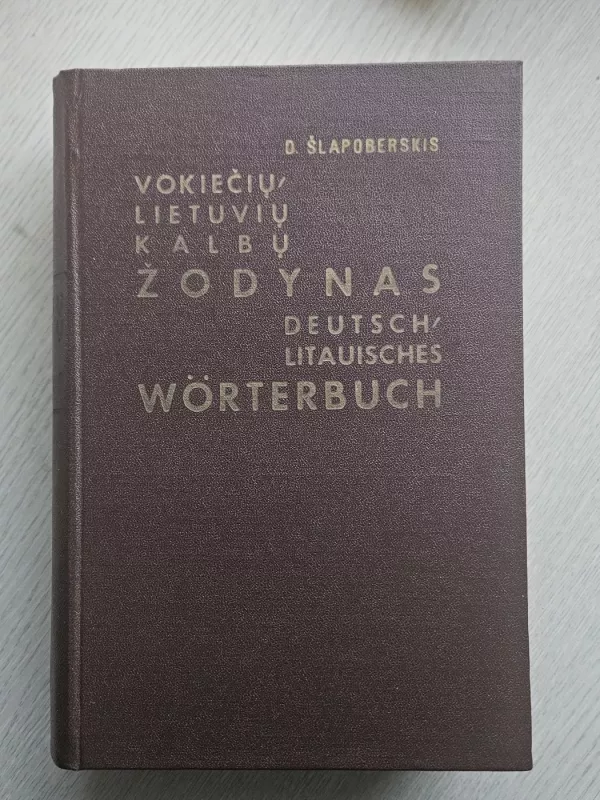 D. ŠLAPOBERSKIS
VOKIEČIŲ/
LIETUVIŲ
KALBŲ
ŽODYNAS
DEUTSCH/
LITAUISCHES
WÖRTERBUCH